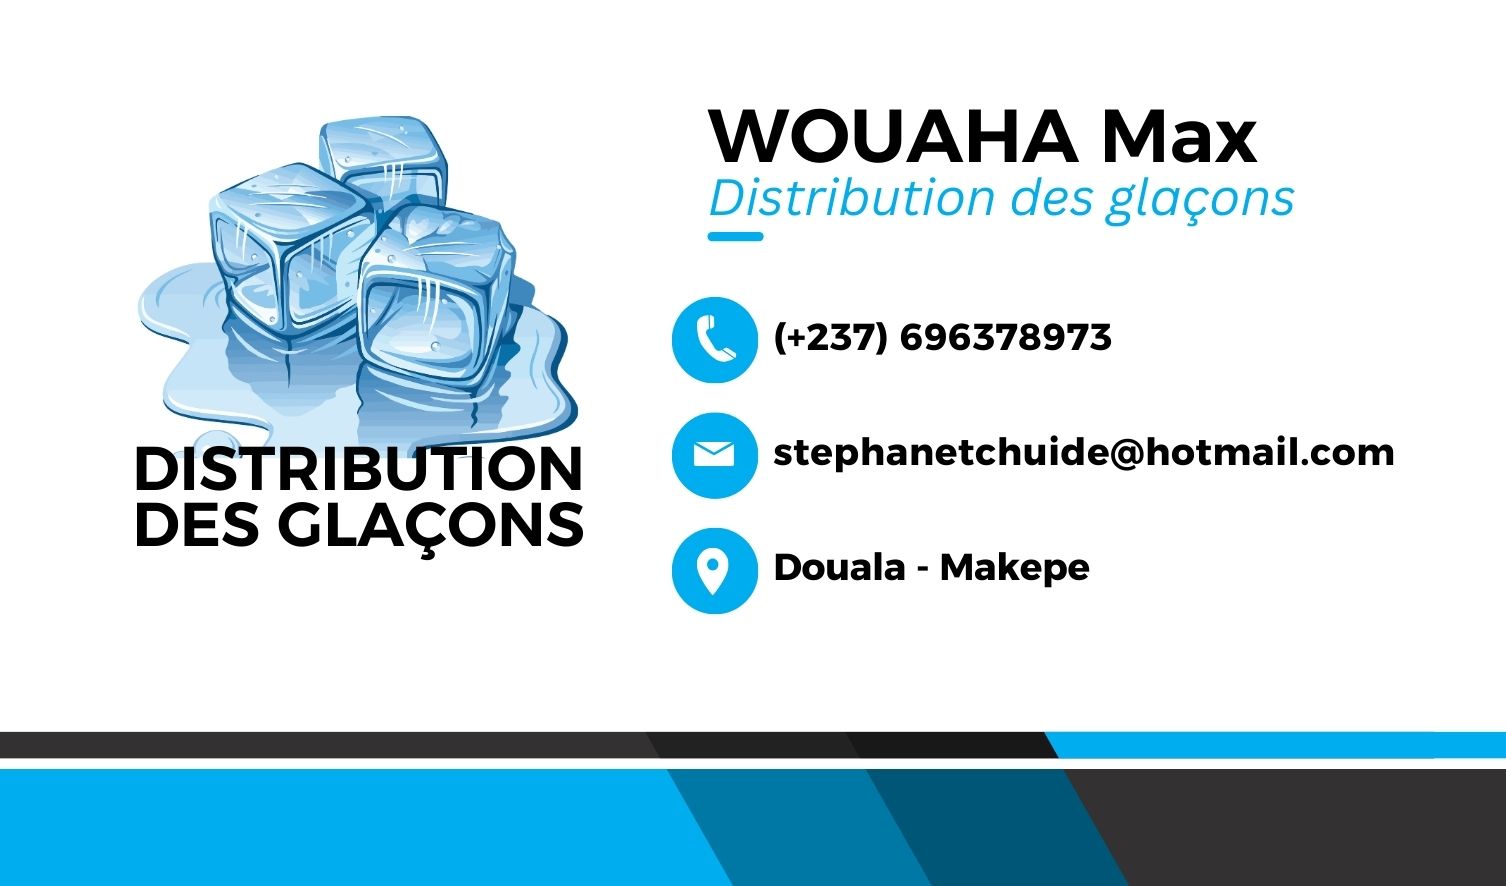 WOUAHA Max
Distribution des glaçons
(+237) 696378973
stephanetchuide@hotmail.com
Douala - Makepe
DISTRIBUTION
DES GLAÇONS